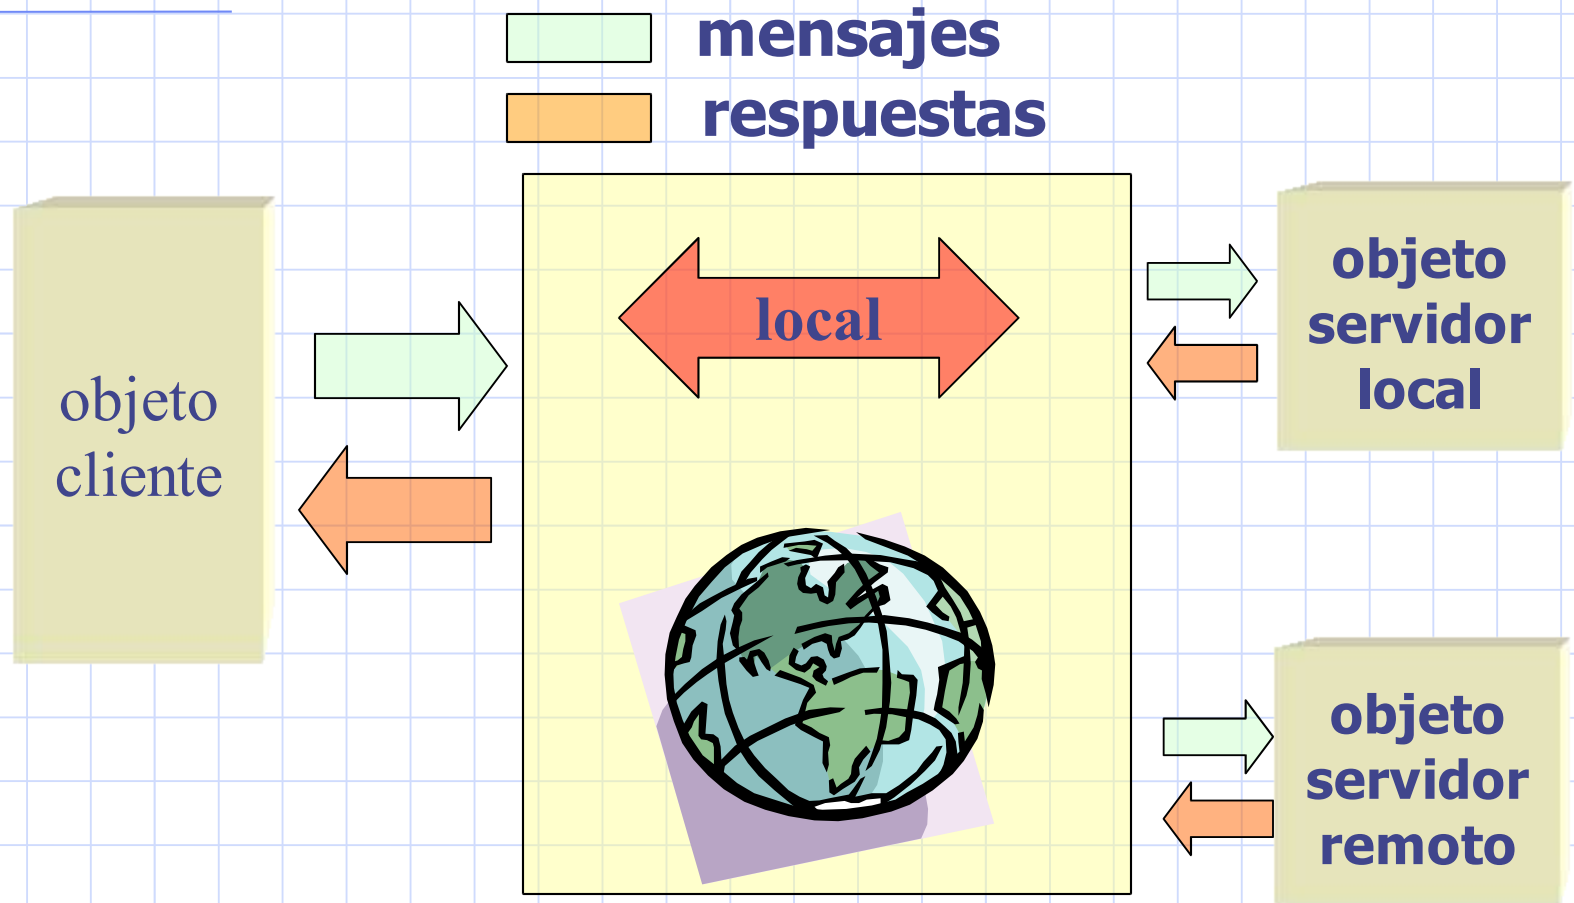 mensajes
respuestas
objeto
cliente
local
objeto
servidor
local
objeto
servidor
remoto